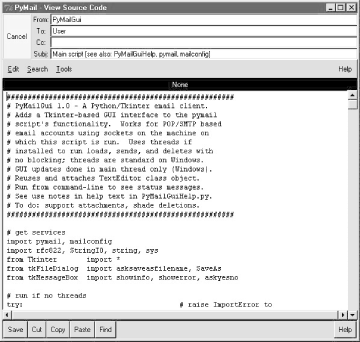 PyMail - View Source Code
Cancel
From: PyMailGui
To: User
Cc:
Subj: Main script [see also: PyMailGuiHelp, pymail, mailconfig]
Edit Search Tools Help
None
######################################################
# PyMailGui 1.0 - A Python/Tkinter email client.
# Adds a Tkinter-based GUI interface to the pymail
# script's functionality. Works for POP/SMTP based
# email accounts using sockets on the machine on
# which this script is run. Uses threads if
# installed to run loads, sends, and deletes with
# no blocking; threads are standard on Windows.
# GUI updates done in main thread only (Windows).
# Reuses and attaches TextEditor class object.
# Run from command-line to see status messages.
# See use notes in help text in PyMailGuiHelp.py.
# To do: support attachments, shade deletions.
######################################################
# get services
import pymail, mailconfig
import rfc822, StringIO, string, sys
from Tkinter import *
from tkFileDialog import asksaveasfilename, SaveAs
from tkMessageBox import showinfo, showerror, askyesno
# run if no threads
try: # raise ImportError to
Save Cut Copy Paste Find Help